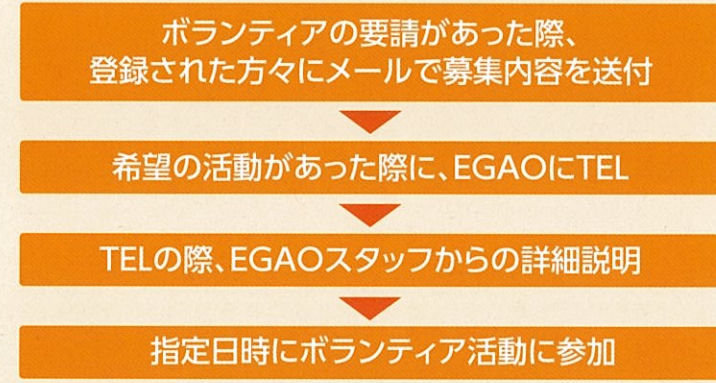 ボランティアの要請があった際、
登録された方々にメールで募集内容を送付
希望の活動があった際に、EGAOにTEL
TELの際、EGAOスタッフからの詳細説明
指定日時にボランティア活動に参加